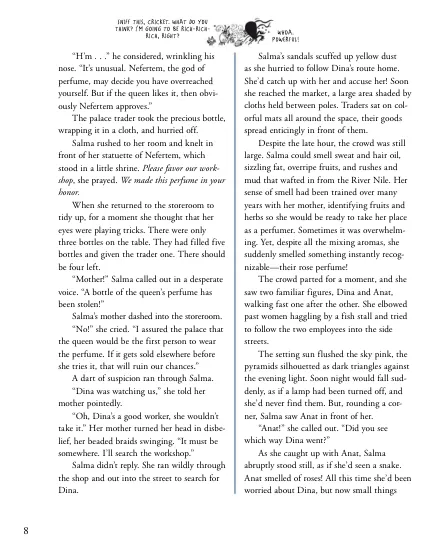 SNIFF THIS, CRICKET. WHAT DO YOU
THINK? I'M GOING TO BE RICH-RICH-
RICH, RIGHT?
WHOA.
POWERFUL!
"H'm . . ." he considered, wrinkling his
nose. "It's unusual. Nefertem, the god of
perfume, may decide you have overreached
yourself. But if the queen likes it, then obvi-
ously Nefertem approves."
The palace trader took the precious bottle,
wrapping it in a cloth, and hurried off.
Salma rushed to her room and knelt in
front of her statuette of Nefertem, which
stood in a little shrine. Please favor our work-
shop, she prayed. We made this perfume in your
honor.
When she returned to the storeroom to
tidy up, for a moment she thought that her
eyes were playing tricks. There were only
three bottles on the table. They had filled five
bottles and given the trader one. There should
be four left.
"Mother!" Salma called out in a desperate
voice. "A bottle of the queen's perfume has
been stolen!"
Salma's mother dashed into the storeroom.
"No!" she cried. "I assured the palace that
the queen would be the first person to wear
the perfume. If it gets sold elsewhere before
she tries it, that will ruin our chances."
A dart of suspicion ran through Salma.
"Dina was watching us," she told her
mother pointedly.
"Oh, Dina's a good worker, she wouldn't
take it." Her mother turned her head in disbe-
lief, her beaded braids swinging. "It must be
somewhere. I'll search the workshop."
Salma didn't reply. She ran wildly through
the shop and out into the street to search for
Dina.
Salma's sandals scuffed up yellow dust
as she hurried to follow Dina's route home.
She'd catch up with her and accuse her! Soon
she reached the market, a large area shaded by
cloths held between poles. Traders sat on col-
orful mats all around the space, their goods
spread enticingly in front of them.
Despite the late hour, the crowd was still
large. Salma could smell sweat and hair oil,
sizzling fat, overripe fruits, and rushes and
mud that wafted in from the River Nile. Her
sense of smell had been trained over many
years with her mother, identifying fruits and
herbs so she would be ready to take her place
as a perfumer. Sometimes it was overwhelm-
ing. Yet, despite all the mixing aromas, she
suddenly smelled something instantly recog-
nizable—their rose perfume!
The crowd parted for a moment, and she
saw two familiar figures, Dina and Anat,
walking fast one after the other. She elbowed
past women haggling by a fish stall and tried
to follow the two employees into the side
streets.
The setting sun flushed the sky pink, the
pyramids silhouetted as dark triangles against
the evening light. Soon night would fall sud-
denly, as if a lamp had been turned off, and
she'd never find them. But, rounding a cor-
ner, Salma saw Anat in front of her.
"Anat!" she called out. "Did you see
which way Dina went?"
As she caught up with Anat, Salma
abruptly stood still, as if she'd seen a snake.
Anat smelled of roses! All this time she'd been
worried about Dina, but now small things
8